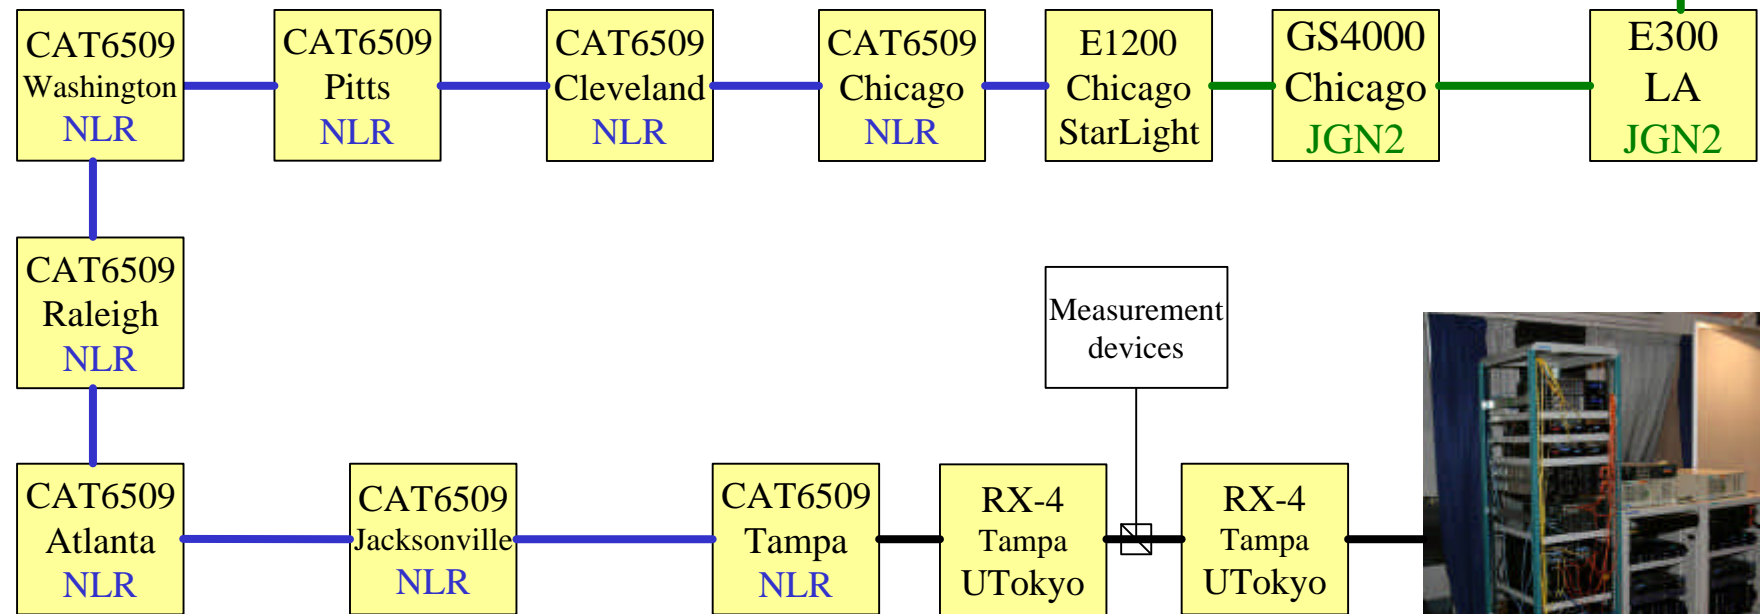 CAT6509
Washington
NLR
CAT6509
Pitts
NLR
CAT6509
Cleveland
NLR
CAT6509
Chicago
NLR
E1200
Chicago
StarLight
GS4000
Chicago
JGN2
E300
LA
JGN2
CAT6509
Raleigh
NLR
Measurement
devices
CAT6509
Atlanta
NLR
CAT6509
Jacksonville
NLR
CAT6509
Tampa
NLR
RX-4
Tampa
UTokyo
RX-4
Tampa
UTokyo